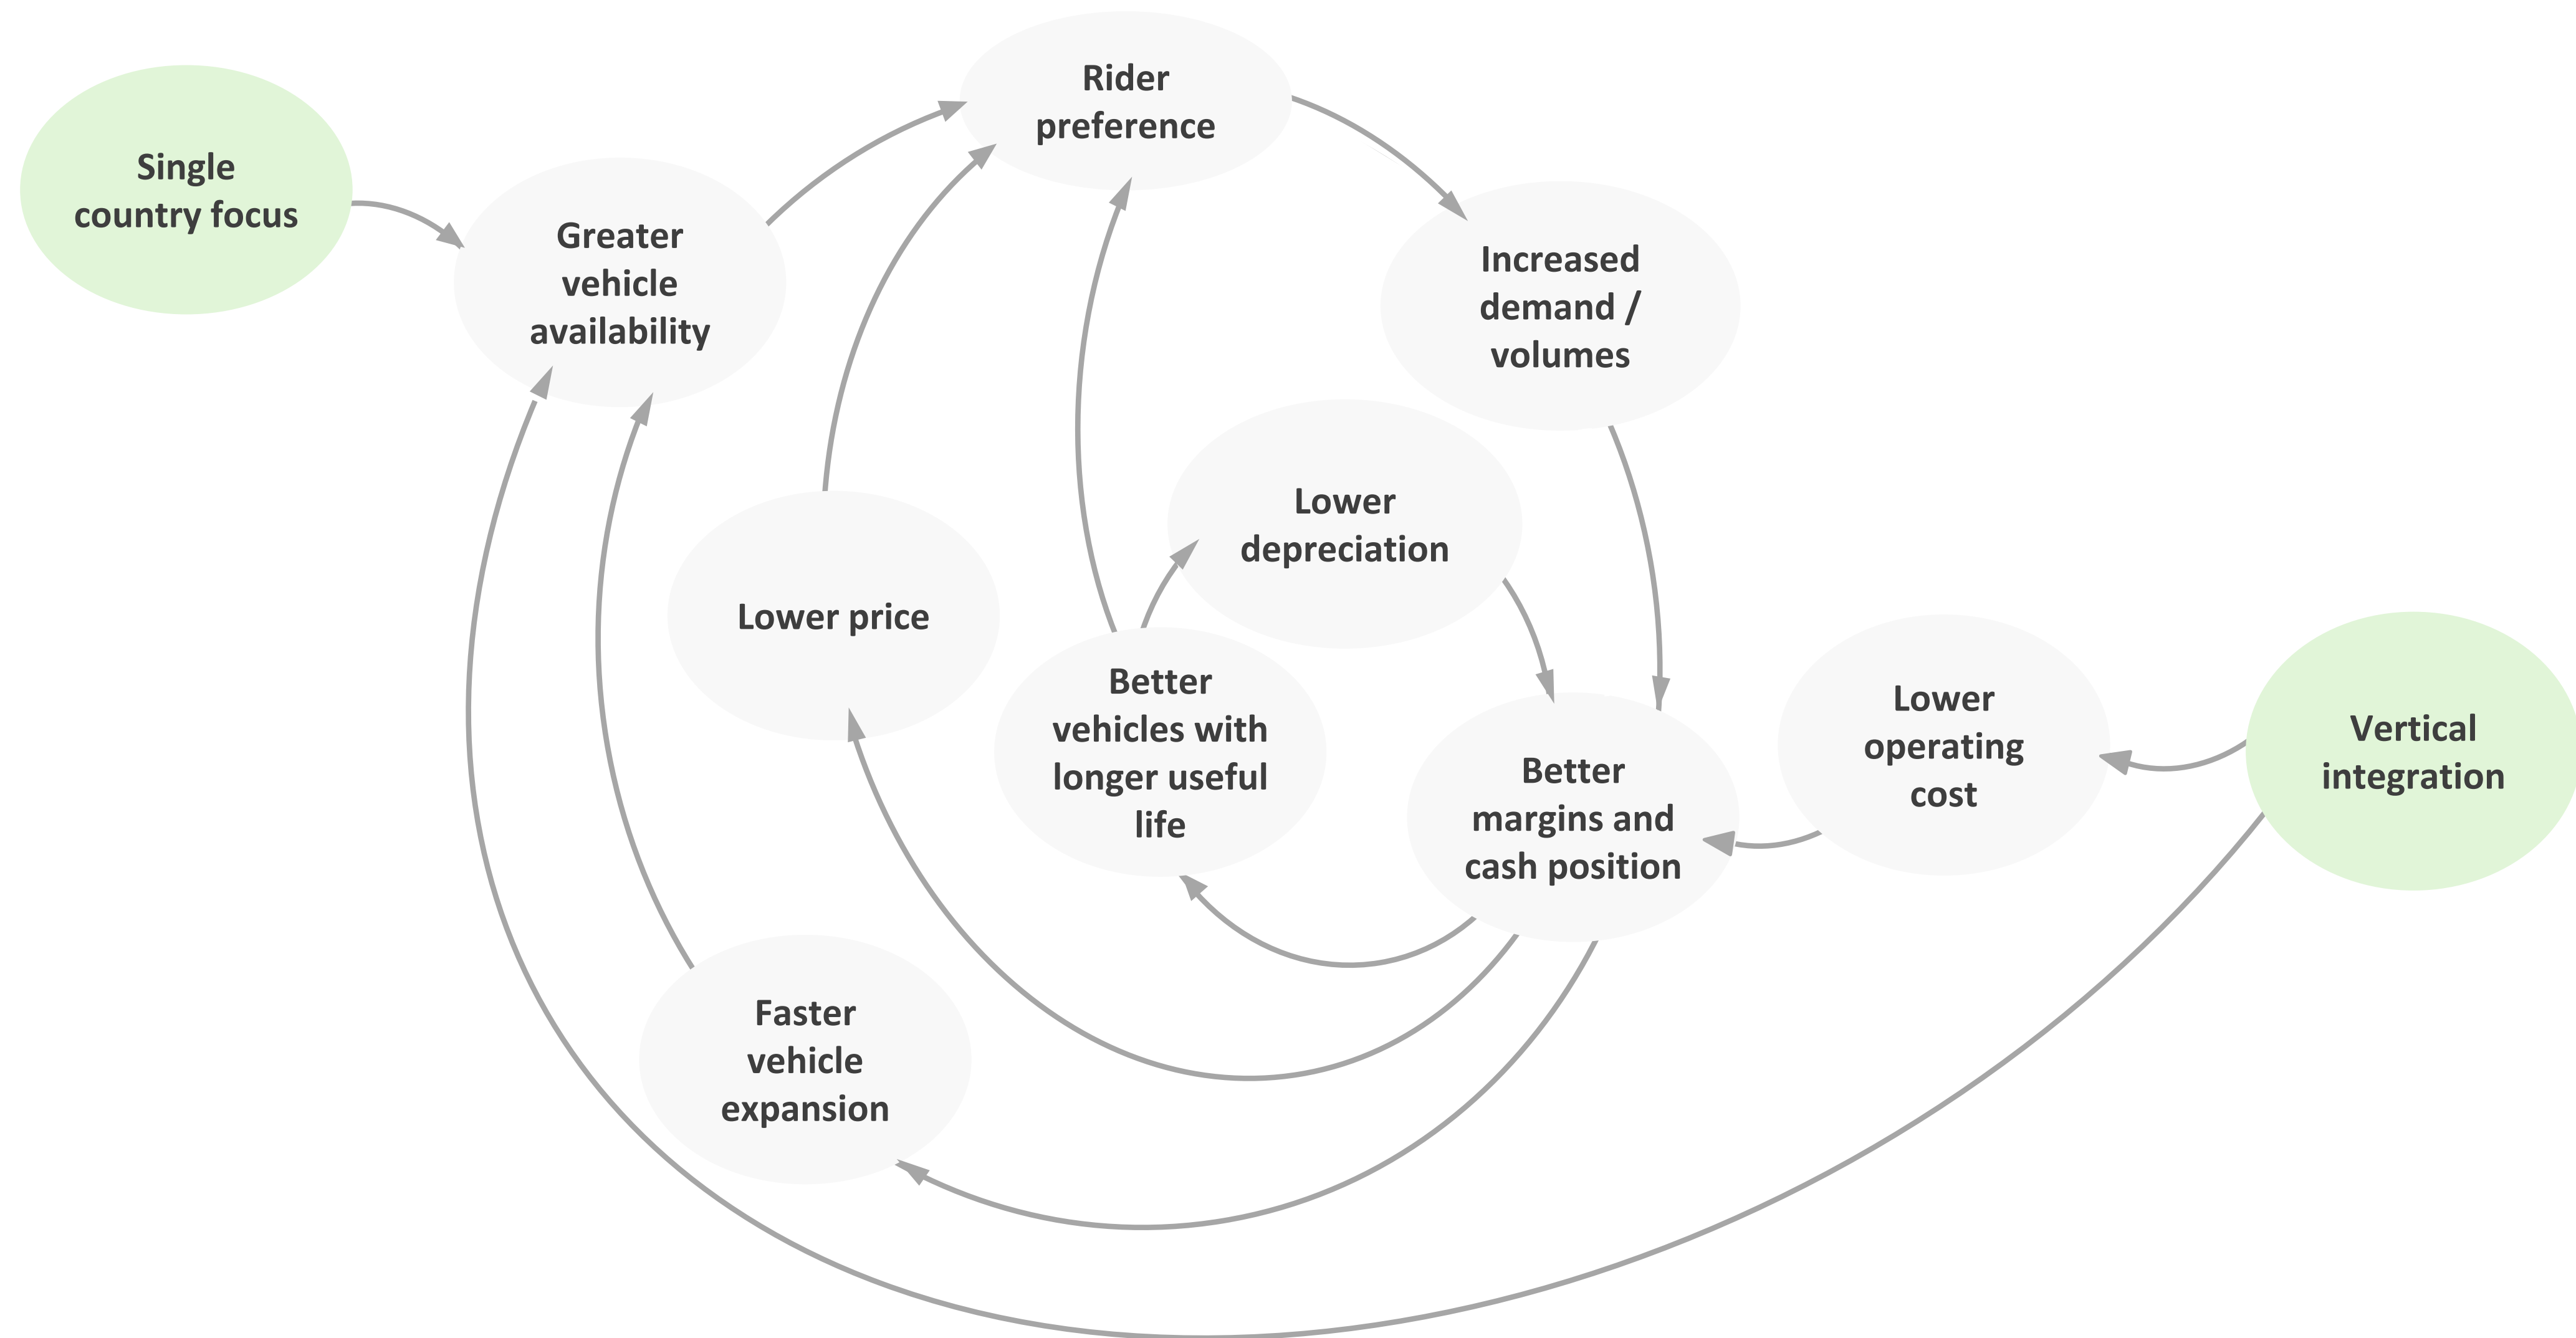 Single
country focus
Greater
vehicle
availability
Rider
preference
Increased
demand /
volumes
Lower
depreciation
Lower price
Better
vehicles with
longer useful
life
Better
margins and
cash position
Lower
operating
cost
Vertical
integration
Faster
vehicle
expansion